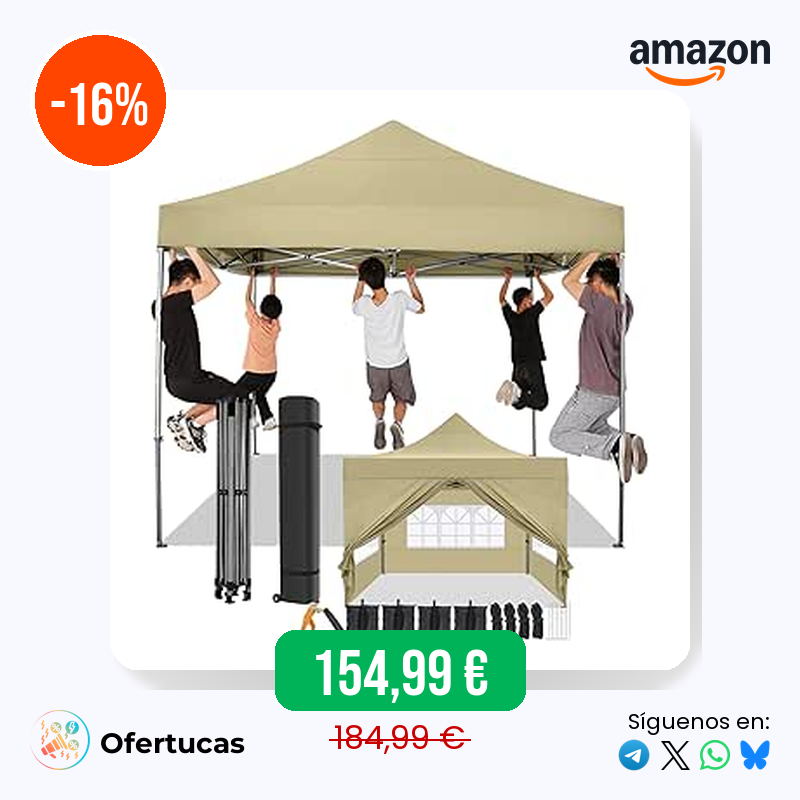 -16%
amazon
154,99 €
184,99 €
Ofertucas
Síguenos en: